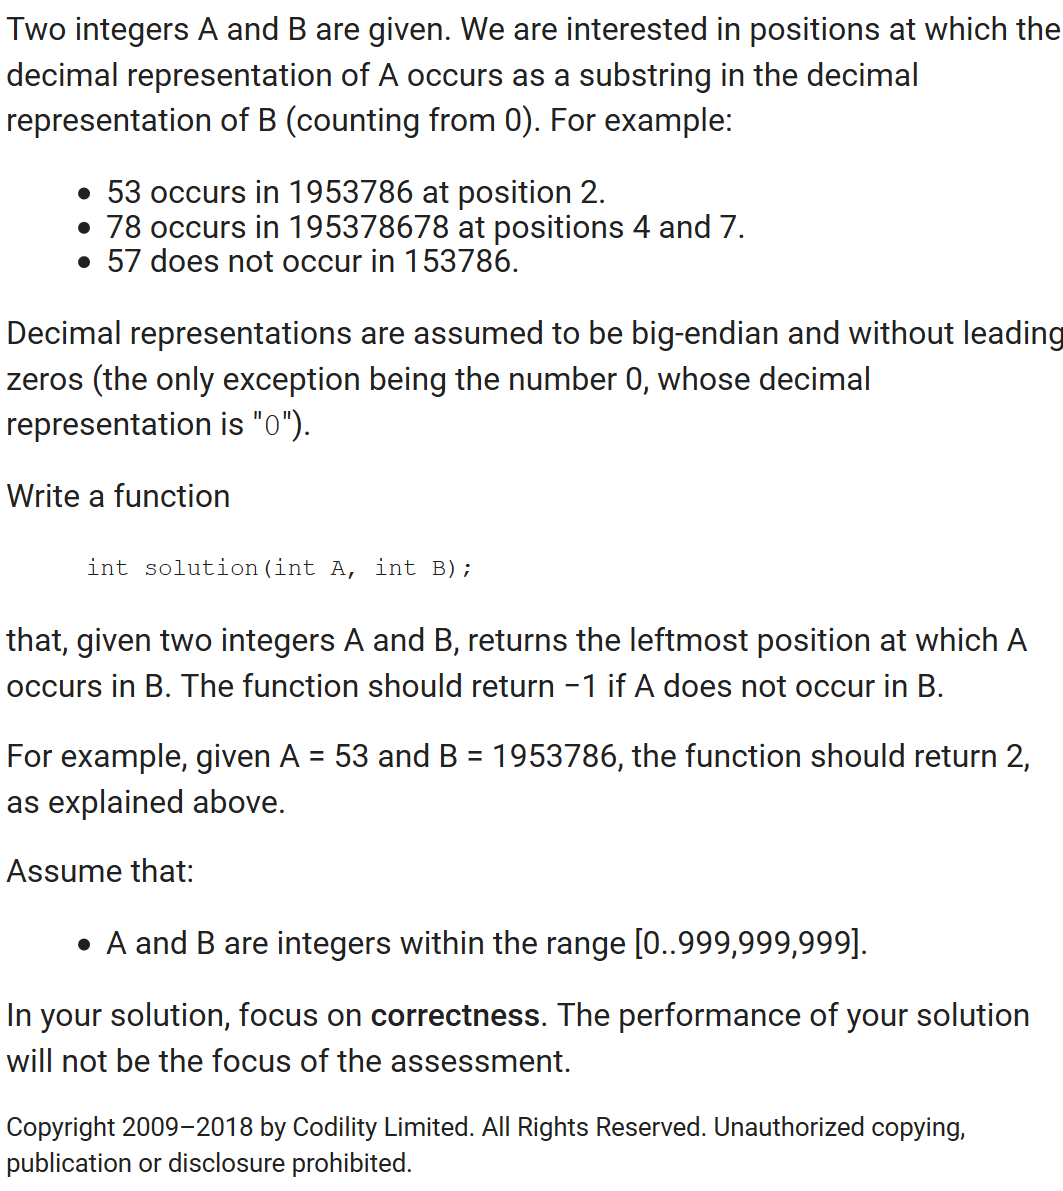 Two integers A and B are given. We are interested in positions at which the
decimal representation of A occurs as a substring in the decimal
representation of B (counting from 0). For example:
• 53 occurs in 1953786 at position 2.
• 78 occurs in 195378678 at positions 4 and 7.
• 57 does not occur in 153786.
Decimal representations are assumed to be big-endian and without leading
zeros (the only exception being the number 0, whose decimal
representation is "0").
Write a function
int solution(int A, int B);
that, given two integers A and B, returns the leftmost position at which A
occurs in B. The function should return −1 if A does not occur in B.
For example, given A = 53 and B = 1953786, the function should return 2,
as explained above.
Assume that:
• A and B are integers within the range [0..999,999,999].
In your solution, focus on correctness. The performance of your solution
will not be the focus of the assessment.
Copyright 2009–2018 by Codility Limited. All Rights Reserved. Unauthorized copying,
publication or disclosure prohibited.